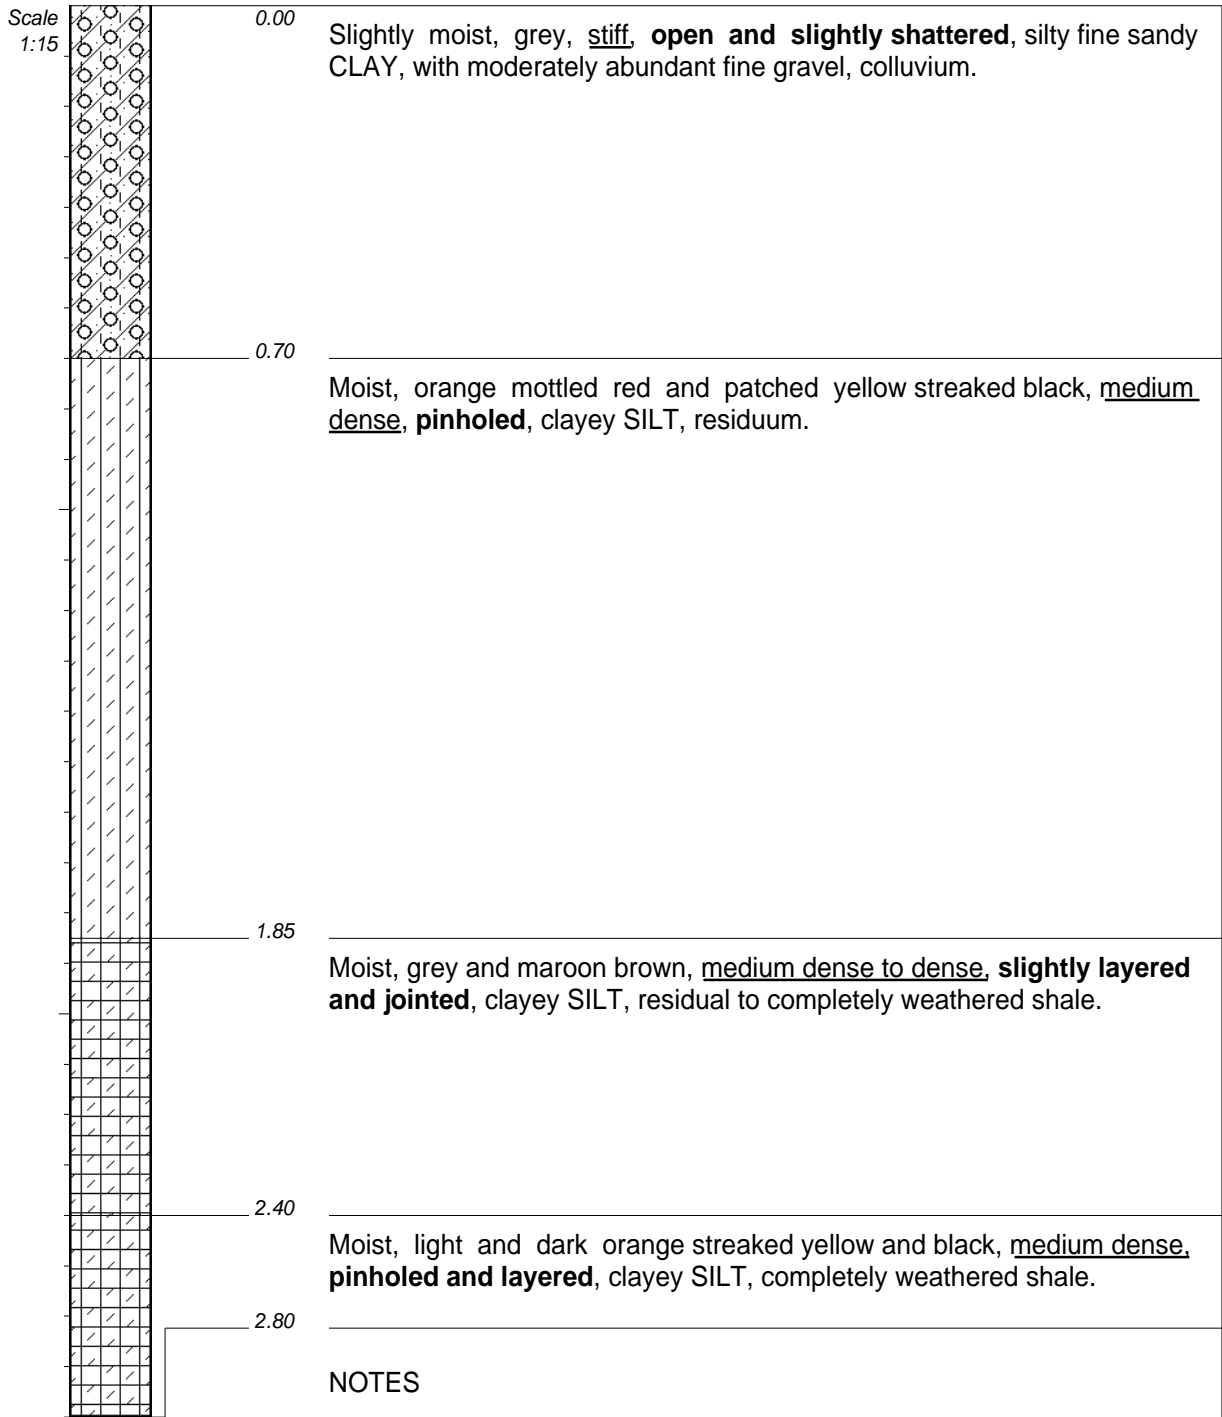 Scale
1:15
0.00
Slightly moist, grey, stiff, open and slightly shattered, silty fine sandy
CLAY, with moderately abundant fine gravel, colluvium.
0.70
Moist, orange mottled red and patched yellow streaked black, medium
dense, pinholed, clayey SILT, residuum.
1.85
Moist, grey and maroon brown, medium dense to dense, slightly layered
and jointed, clayey SILT, residual to completely weathered shale.
2.40
Moist, light and dark orange streaked yellow and black, medium dense,
pinholed and layered, clayey SILT, completely weathered shale.
2.80
NOTES